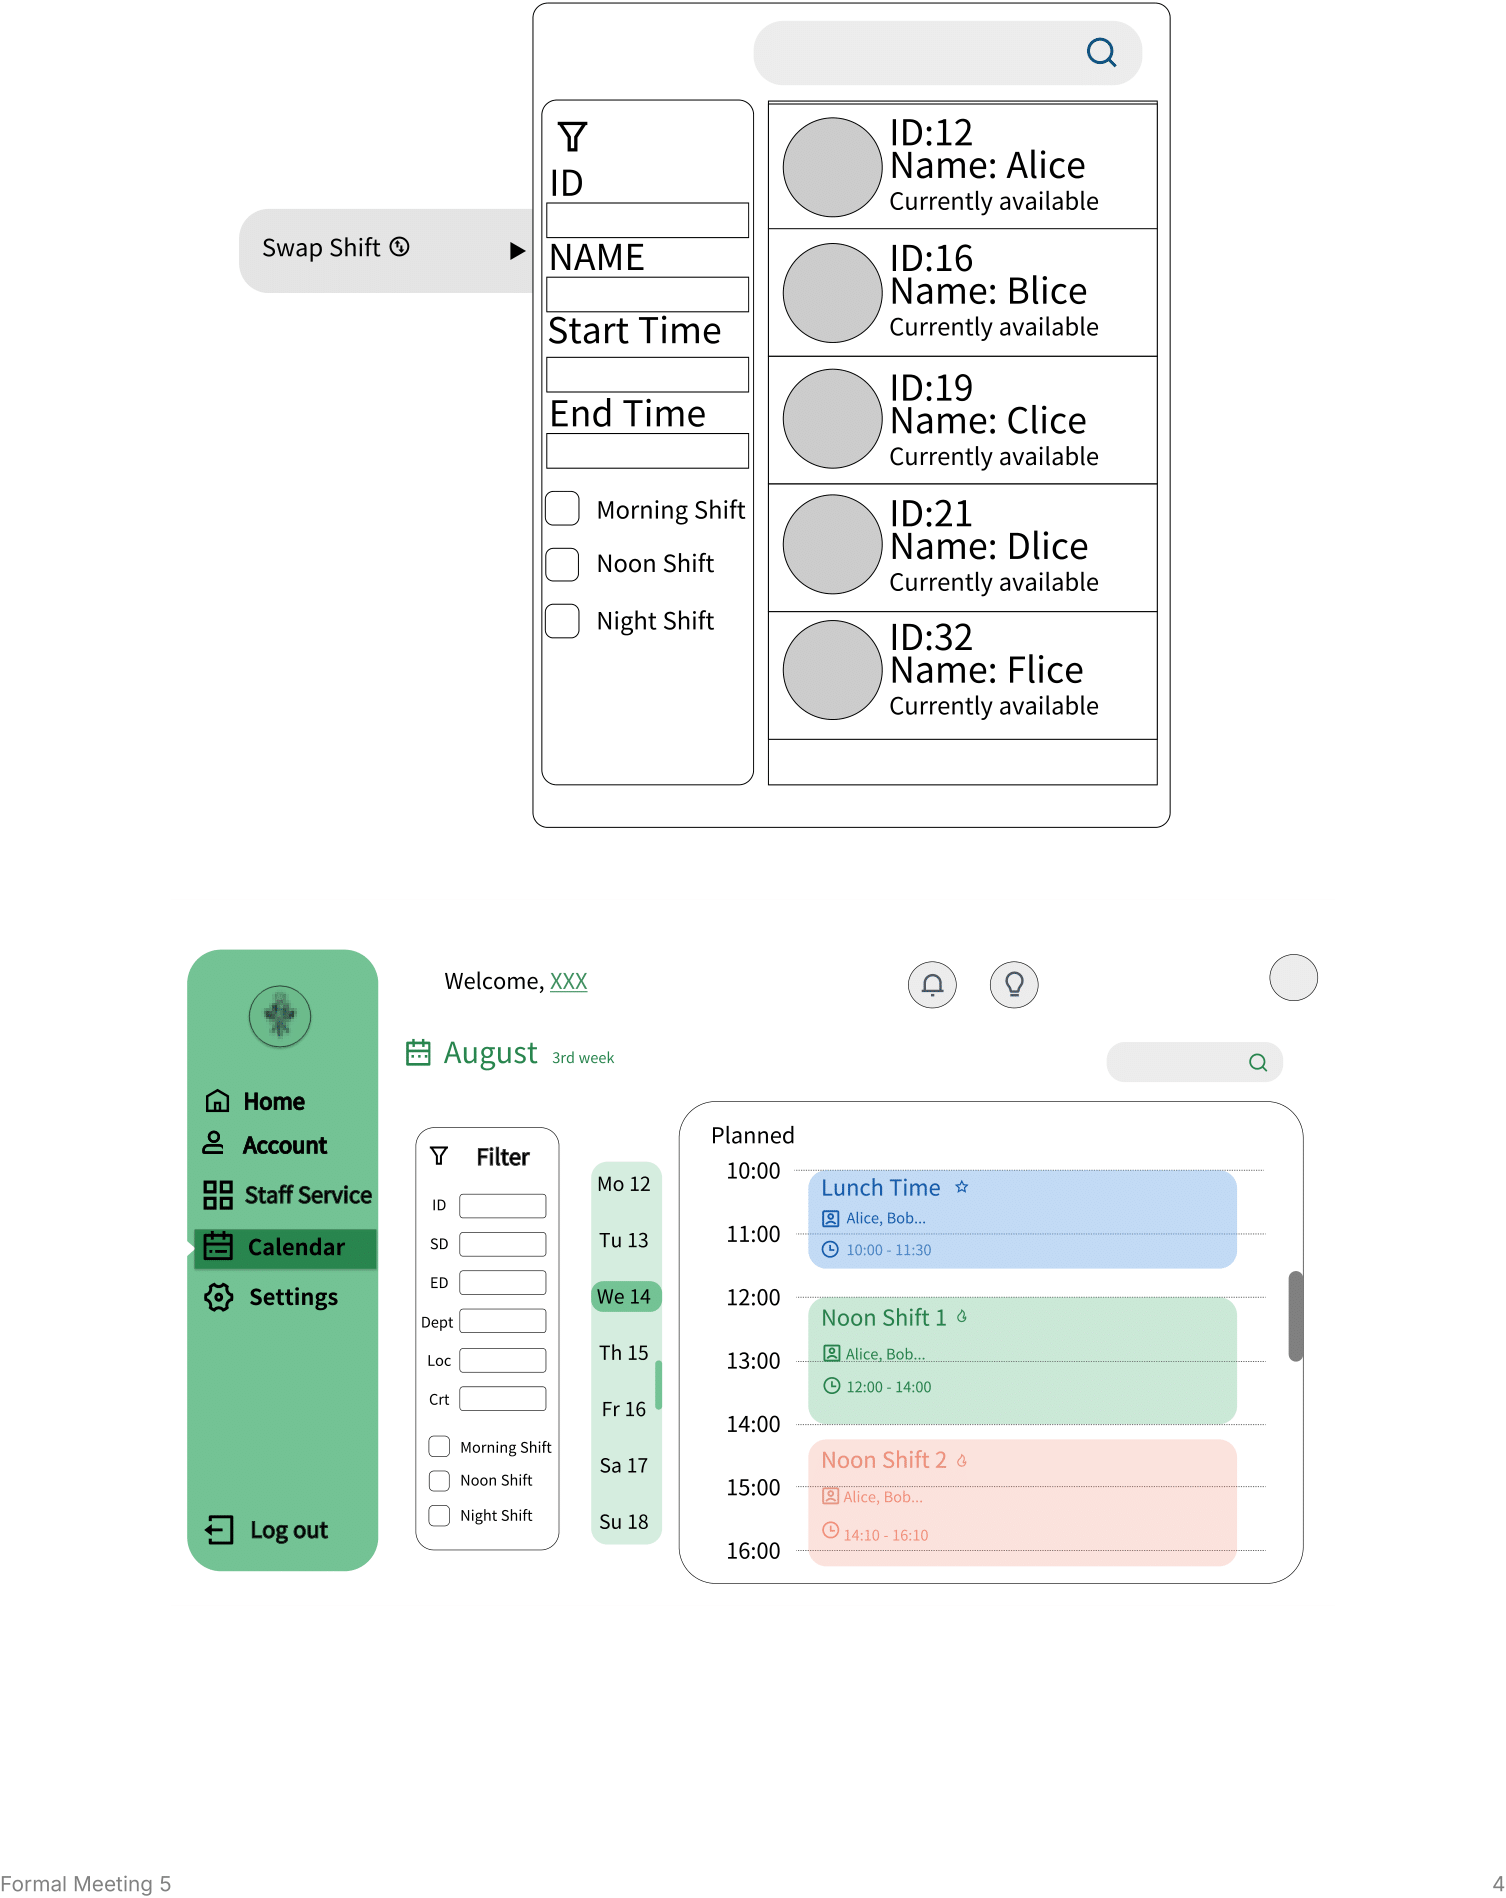 Swap Shift
ID
NAME
Start Time
End Time
Morning Shift
Noon Shift
Night Shift
ID:12
Name: Alice
Currently available
ID:16
Name: Blice
Currently available
ID:19
Name: Clice
Currently available
ID:21
Name: Dlice
Currently available
ID:32
Name: Flice
Currently available
Home
Account
Staff Service
Calendar
Settings
Log out
Welcome, XXX
August 3rd week
Filter
ID
SD
ED
Dept
Loc
Crt
Morning Shift
Noon Shift
Night Shift
Mo 12
Tu 13
We 14
Th 15
Fr 16
Sa 17
Su 18
Planned
10:00
Lunch Time
Alice, Bob...
11:00
10:00 - 11:30
12:00
Noon Shift 1
Alice, Bob...
13:00
12:00 - 14:00
14:00
Noon Shift 2
15:00
Alice, Bob...
14:10 - 16:10
16:00
Formal Meeting 5
4